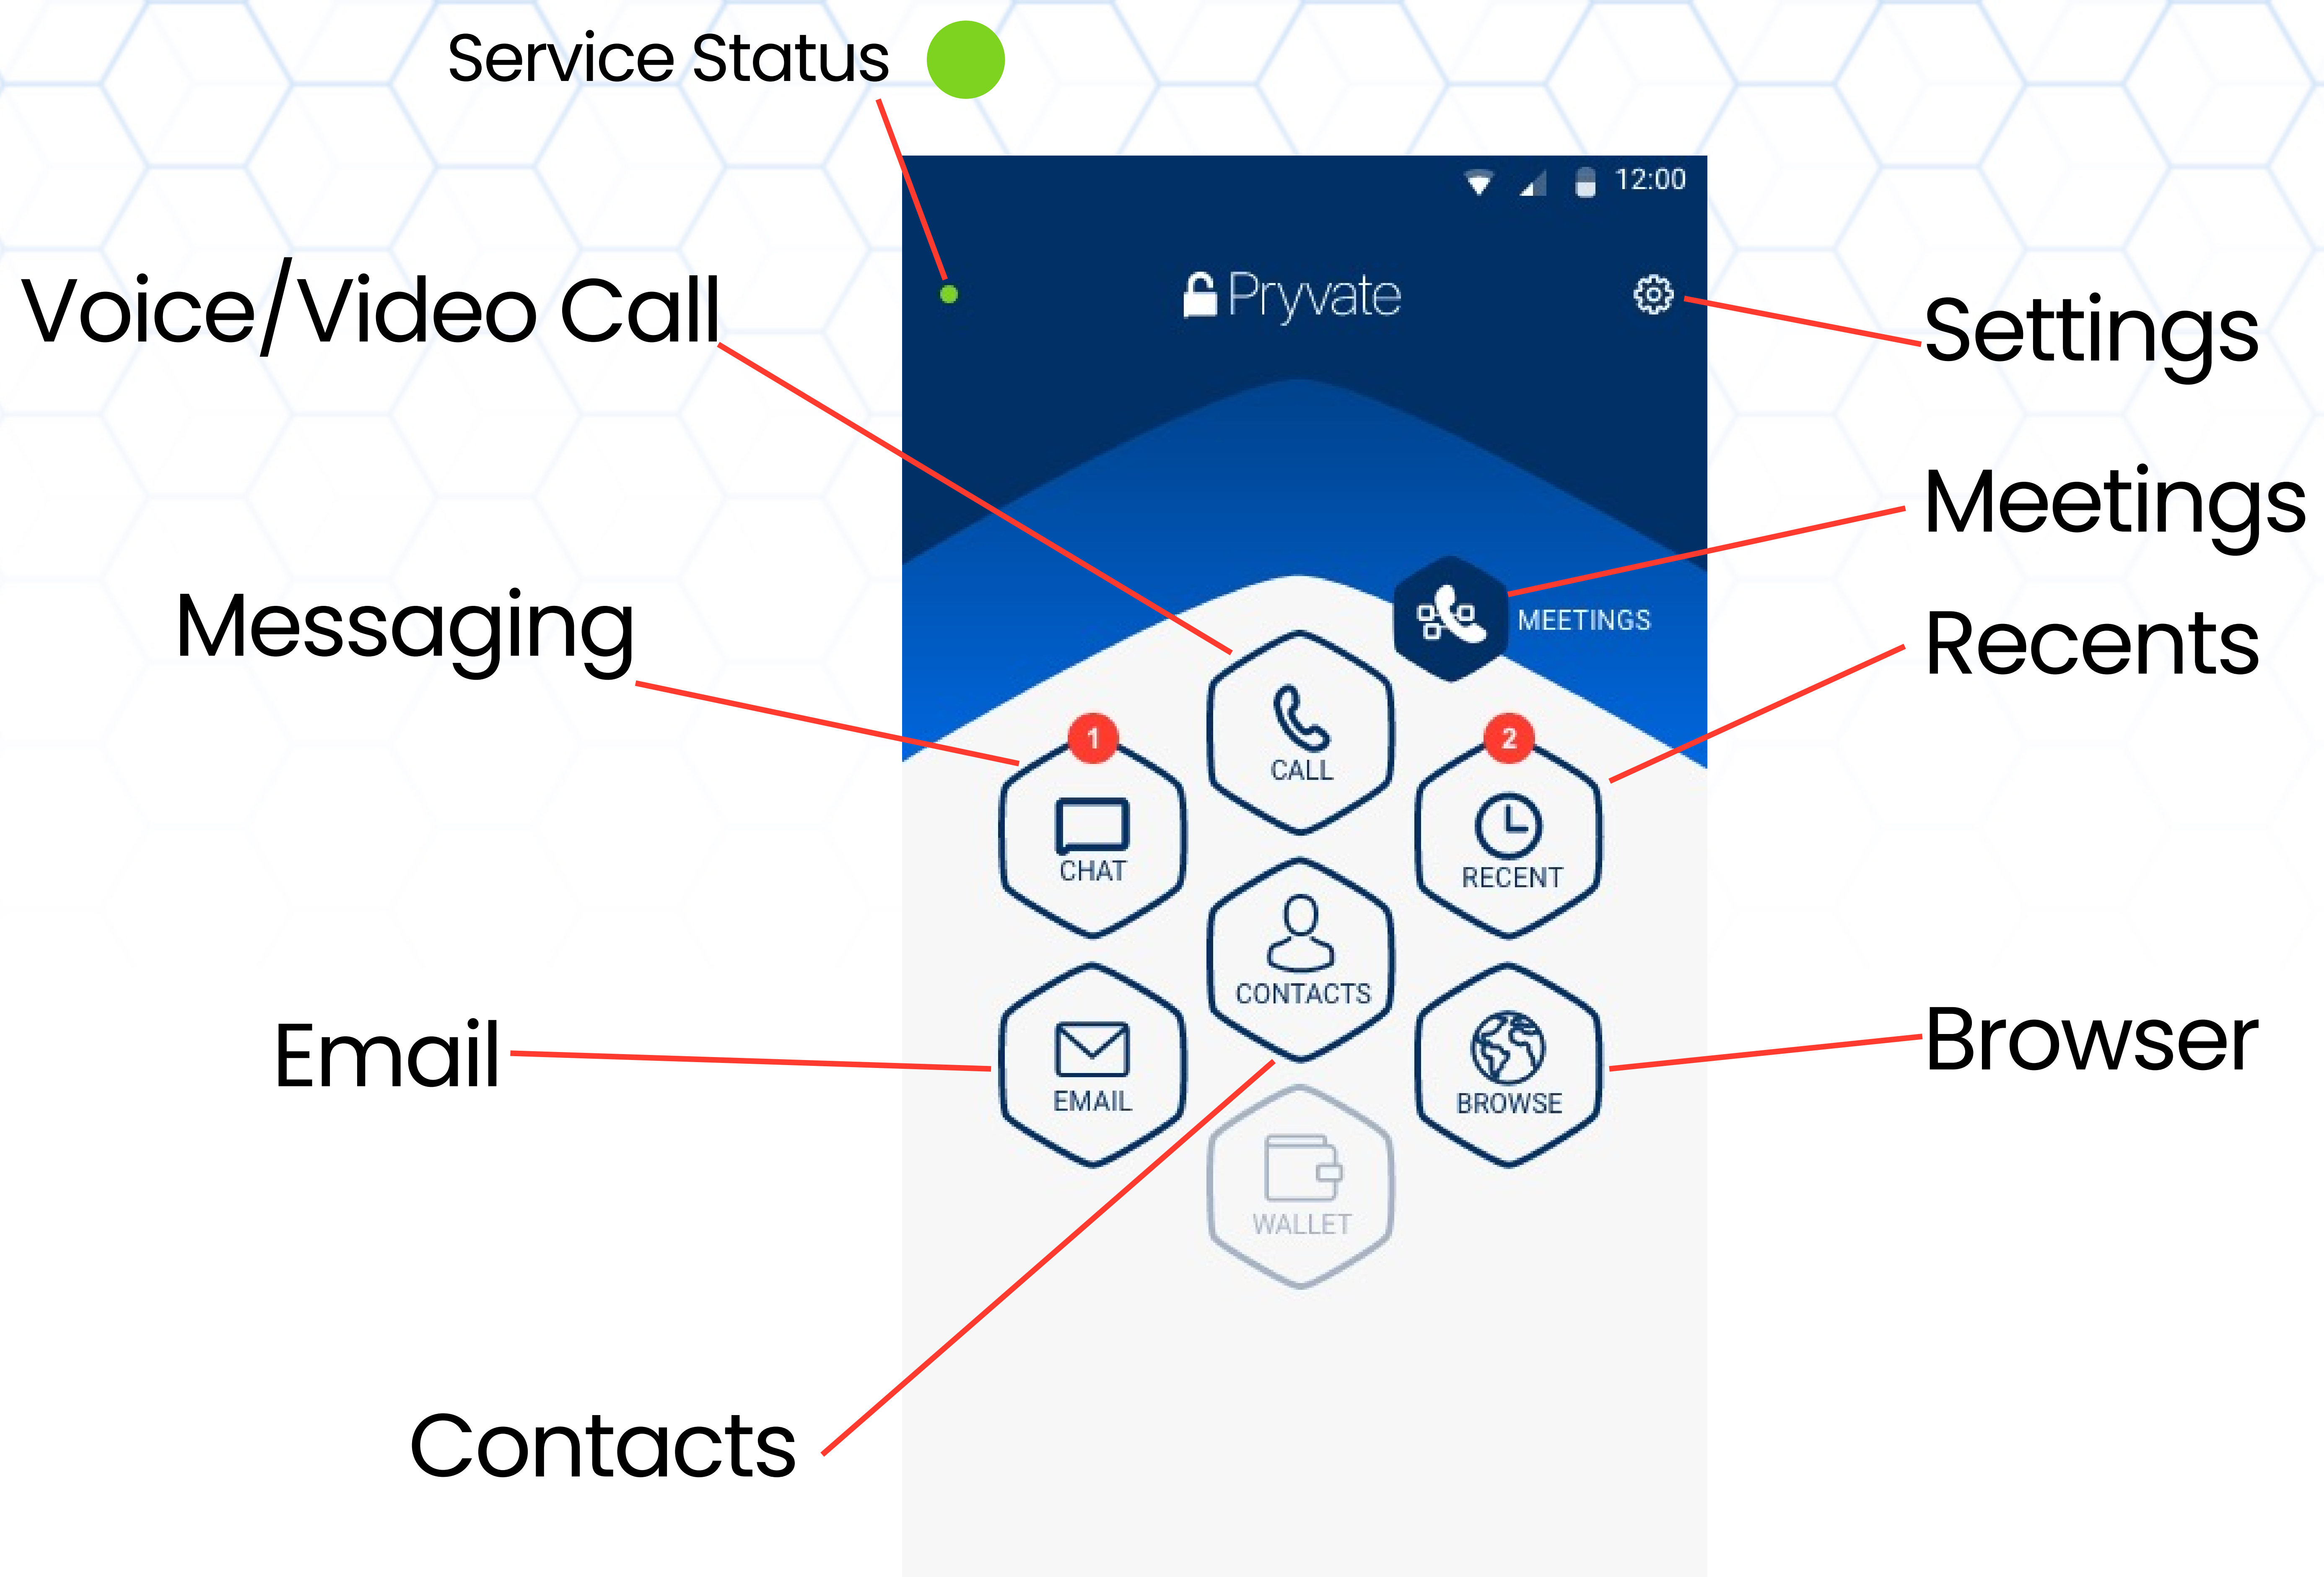 Service Status
12:00
Pryvate
Voice/Video Call
Settings
Meetings
MEETINGS
Messaging
Recents
1
2
CALL
CHAT
RECENT
CONTACTS
Email
Browser
EMAIL
BROWSE
WALLET
Contacts